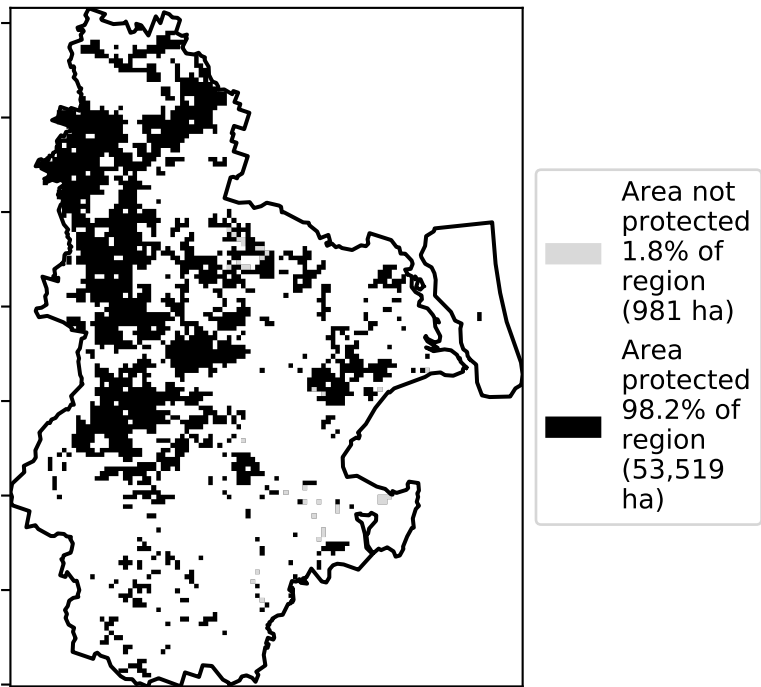 Area not
protected
1.8% of
region
(981 ha)
Area
protected
98.2% of
region
(53,519
ha)